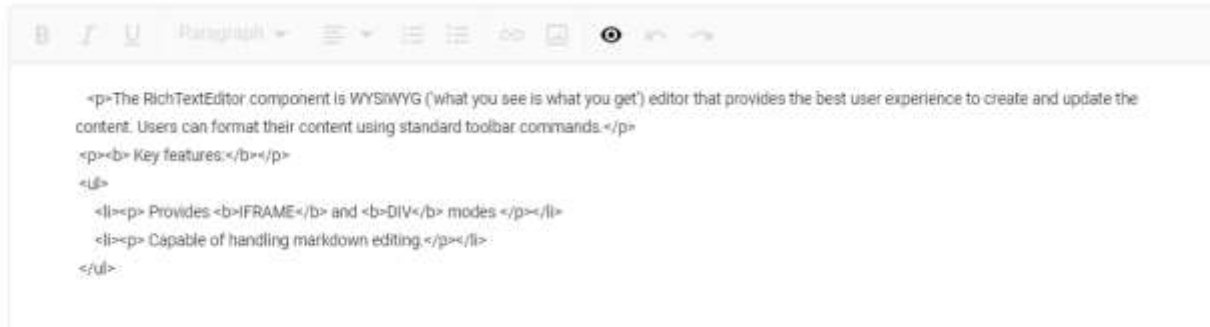 B I U Paragraph
<p>The RichTextEditor component is WYSIWYG ('what you see is what you get') editor that provides the best user experience to create and update the
content. Users can format their content using standard toolbar commands.</p>
<p><b> Key features:</b></p>
<ul>
<li><p> Provides <b>IFRAME</b> and <b>DIV</b> modes </p></li>
<li><p> Capable of handling markdown editing.</p></li>
</ul>